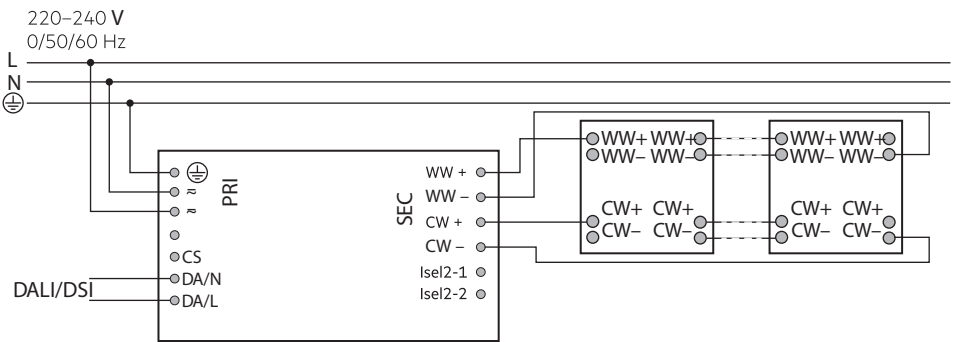 220–240 V
0/50/60 Hz
L
N
WW+ WW+ WW+ WW+
WW– WW– WW– WW–
CW+ CW+ CW+ CW+
CW– CW– CW– CW–
PRI
SEC
≈
≈
CS
DA/N
DA/L
DALI/DSI
WW +
WW –
CW +
CW –
Isel2-1
Isel2-2